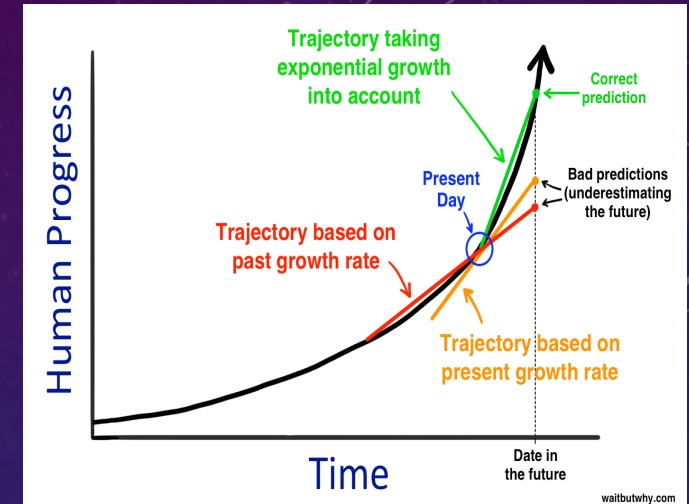 Trajectory taking
exponential growth
into account
Correct
prediction
Present
Day
Bad predictions
(underestimating
the future)
Trajectory based on
past growth rate
Trajectory based on
present growth rate
Human Progress
Time
Date in
the future
waitbutwhy.com